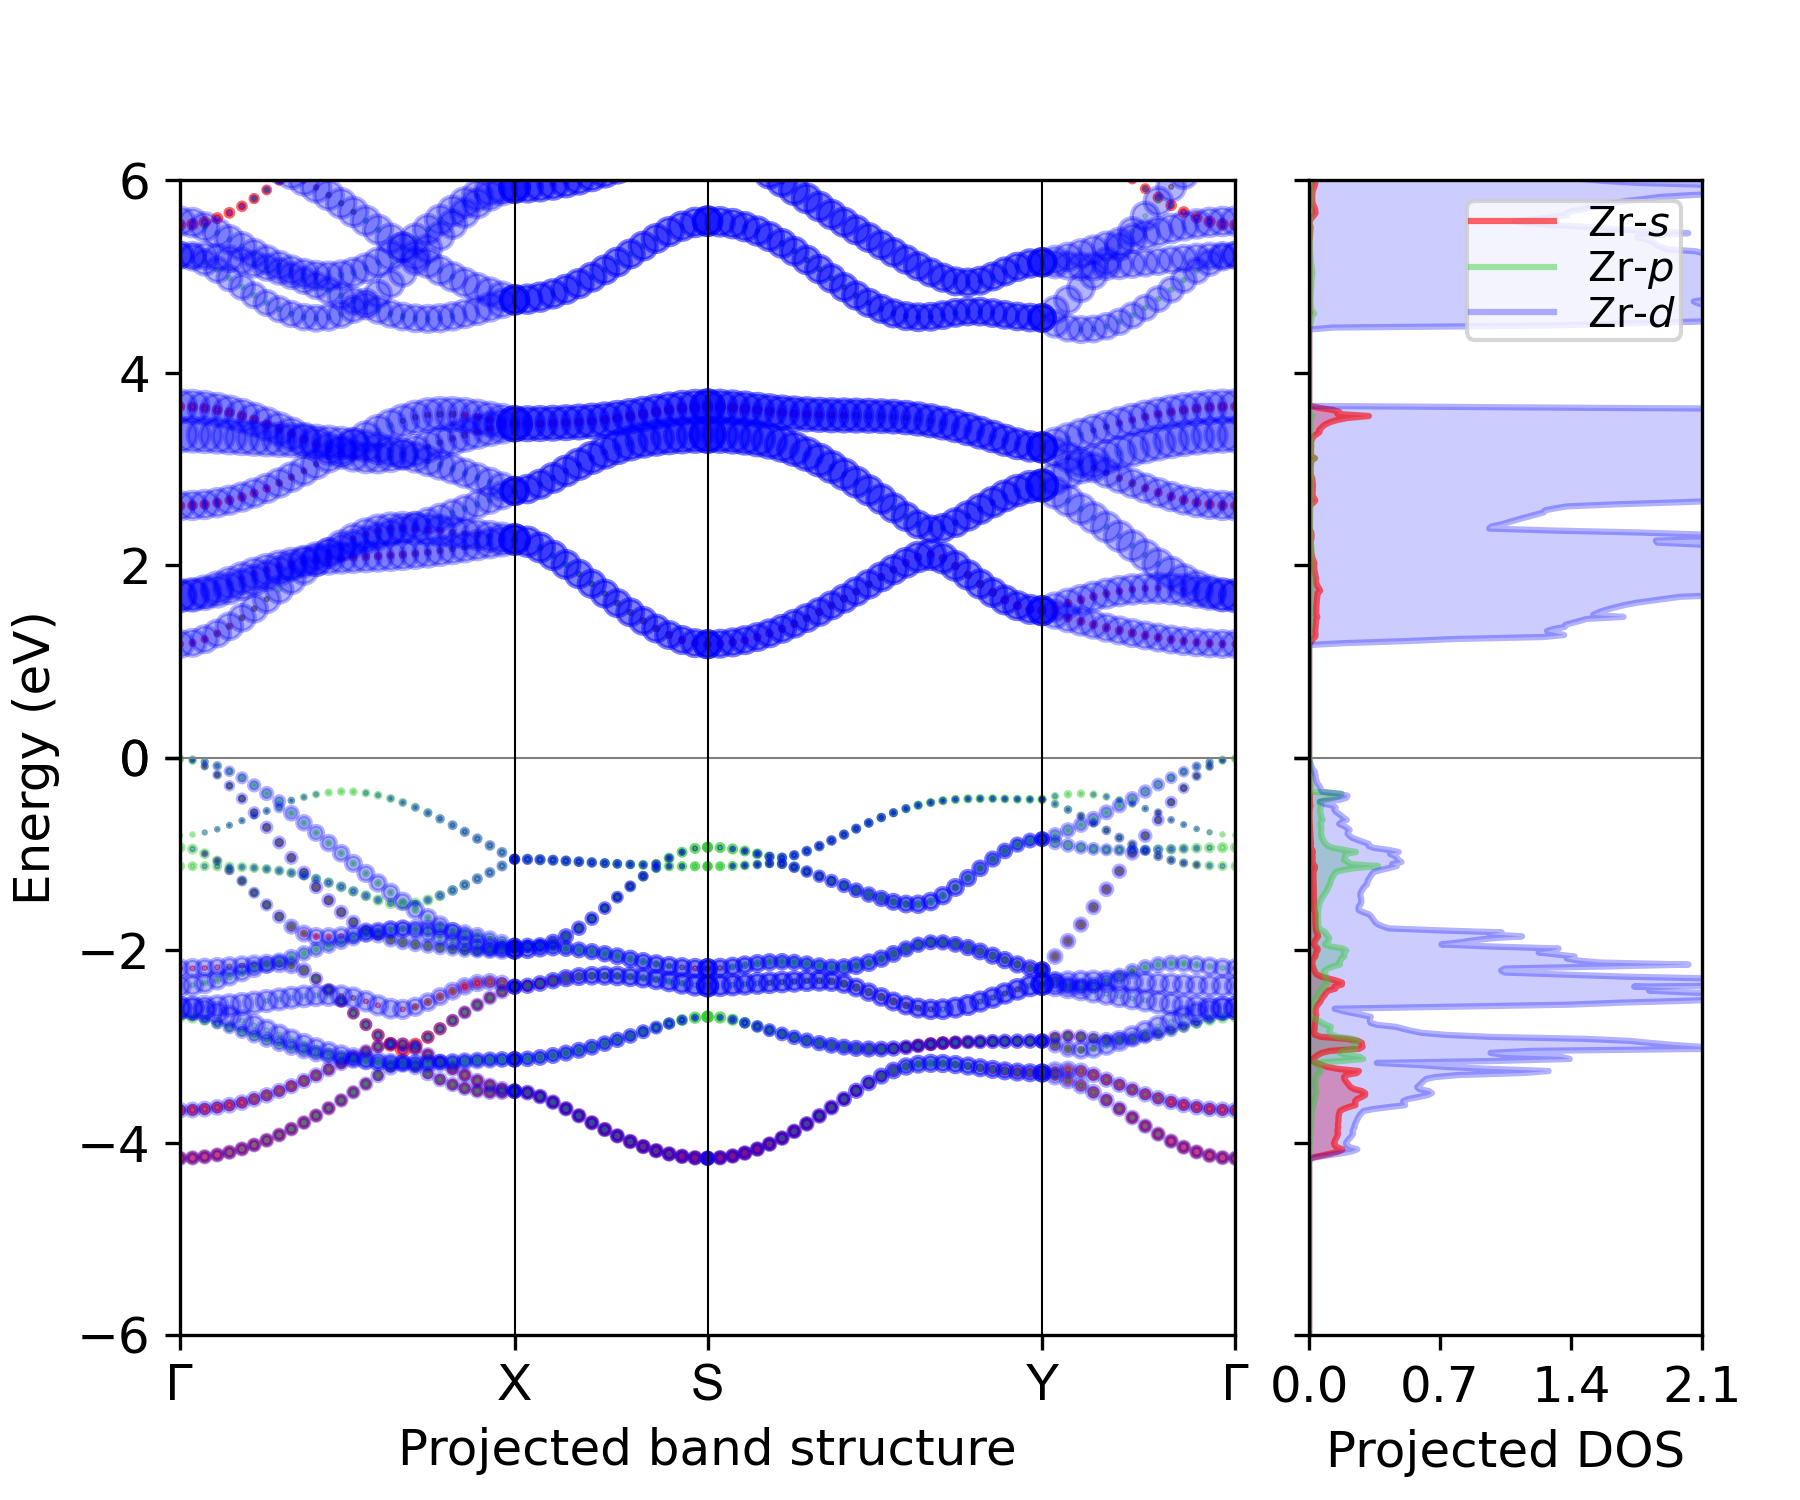 Energy (eV)
6
4
2
0
−2
−4
−6
Γ X S Y Γ
Projected band structure
Zr-s
Zr-p
Zr-d
0.0 0.7 1.4 2.1
Projected DOS